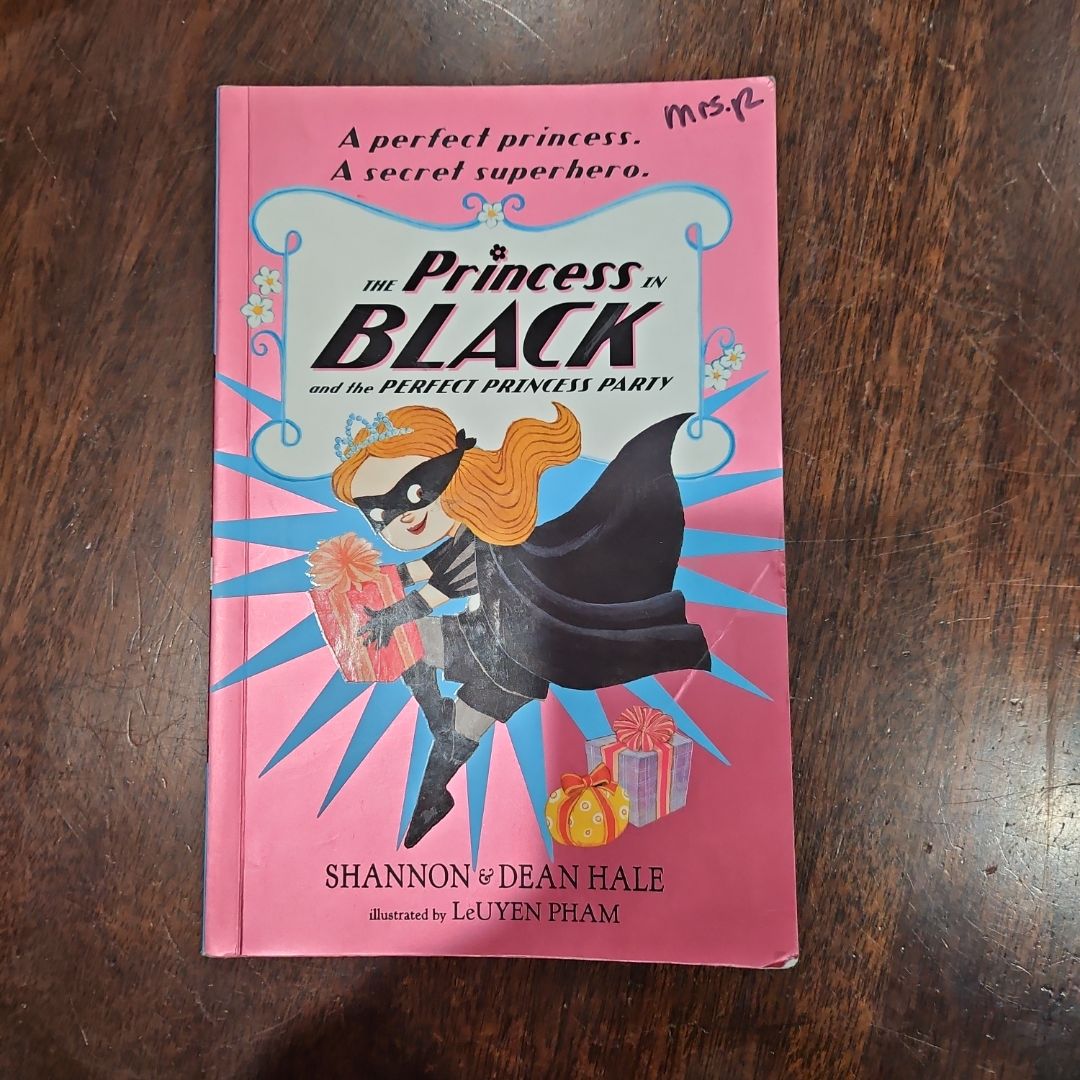 mrs.R
A perfect princess.
A secret superhero.
THE Princess IN
BLACK
and the PERFECT PRINCESS PARTY
SHANNON & DEAN HALE
illustrated by LeUYEN PHAM